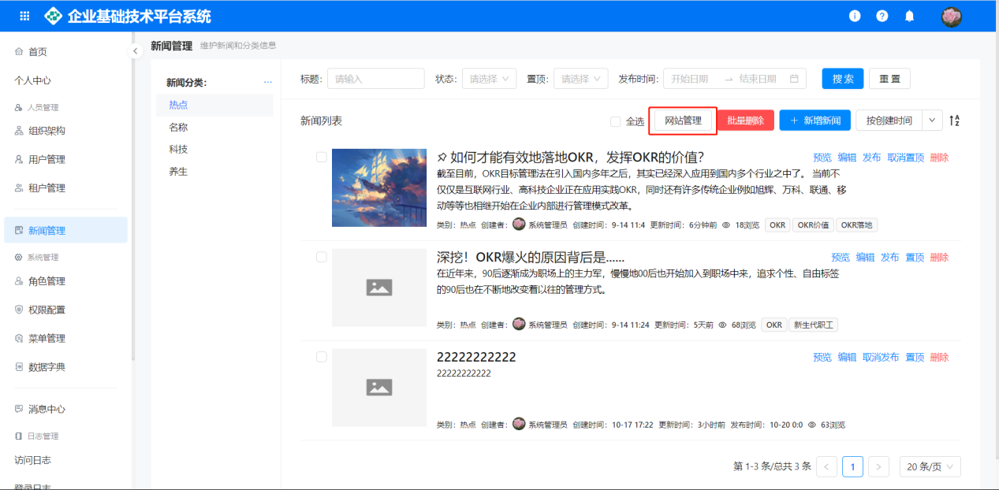 企业基础技术平台系统
首页
个人中心
人员管理
组织架构
用户管理
租户管理
新闻管理
系统管理
角色管理
权限配置
菜单管理
数据字典
消息中心
日志管理
访问日志
登录日志
新闻管理 维护新闻和分类信息
新闻分类: ...
热点
名称
科技
养生
标题: 请输入 状态: 请选择 置顶: 请选择 发布时间: 开始日期 → 结束日期 搜 索 重 置
新闻列表 全选 网站管理 批量删除 + 新增新闻 按创建时间
如何才能有效地落地OKR，发挥OKR的价值? 预览 编辑 发布 取消置顶 删除
截至目前，OKR目标管理法在引入国内多年之后，其实已经深入应用到国内多个行业之中了。 当前不
仅仅是互联网行业、高科技企业正在应用实践OKR，同时还有许多传统企业例如旭辉、万科、联通、移
动等等也相继开始在企业内部进行管理模式改革。
类别: 热点 创建者: 系统管理员 创建时间: 9-14 11:4 更新时间: 6分钟前 18浏览 OKR OKR价值 OKR落地
深挖！OKR爆火的原因背后是...... 预览 编辑 发布 置顶 删除
在近年来，90后逐渐成为职场上的主力军，慢慢地00后也开始加入到职场中来，追求个性、自由标签
的90后也在不断地改变着以往的管理方式。
类别: 热点 创建者: 系统管理员 创建时间: 9-14 11:24 更新时间: 5天前 68浏览 OKR 新生代职工
22222222222 预览 编辑 取消发布 置顶 删除
22222222222
类别: 热点 创建者: 系统管理员 创建时间: 10-17 17:22 更新时间: 3小时前 发布时间: 10-20 0:0 63浏览
第 1-3 条/总共 3 条 < 1 > 20 条/页